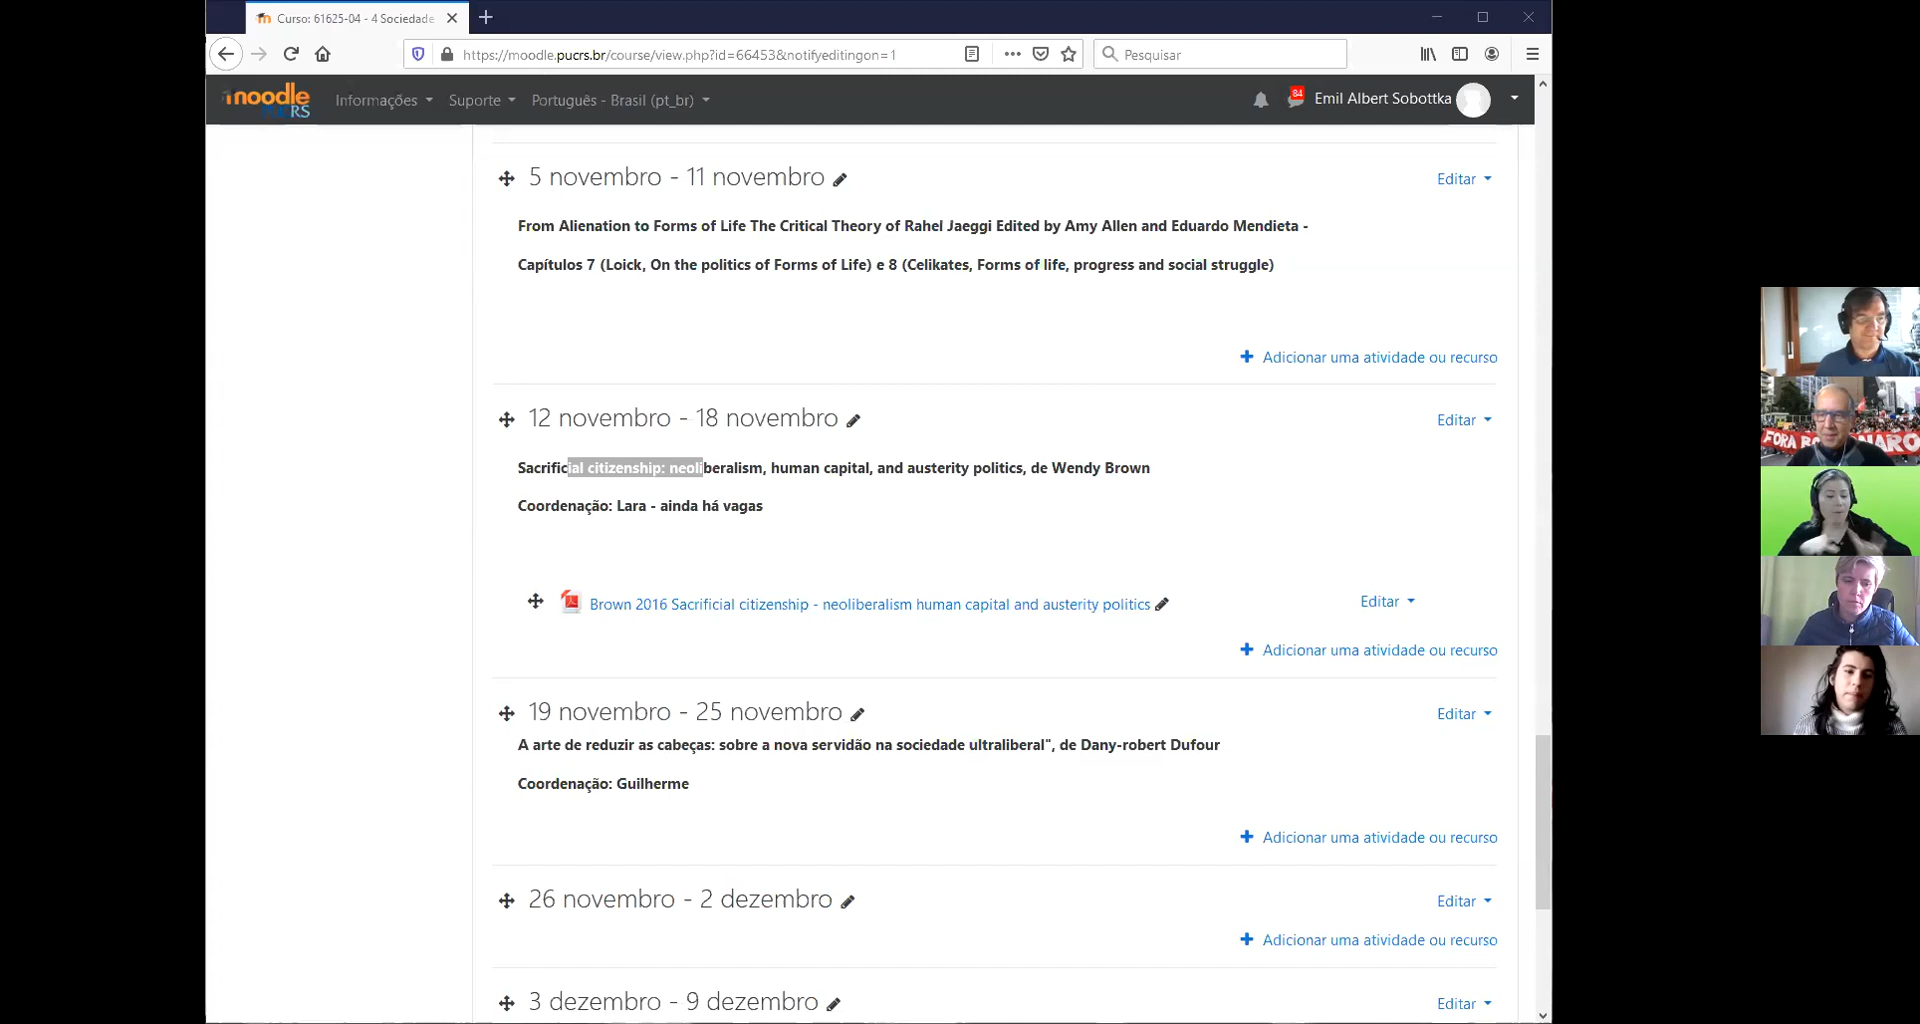 Curso: 61625-04 - 4 Sociedade
https://moodle.pucrs.br/course/view.php?id=66453&notifyeditingon=1
Pesquisar
moodle
RS
Informações
Suporte
Português - Brasil (pt_br)
84
Emil Albert Sobottka
5 novembro - 11 novembro
Editar
From Alienation to Forms of Life The Critical Theory of Rahel Jaeggi Edited by Amy Allen and Eduardo Mendieta -
Capítulos 7 (Loick, On the politics of Forms of Life) e 8 (Celikates, Forms of life, progress and social struggle)
Adicionar uma atividade ou recurso
12 novembro - 18 novembro
Editar
Sacrificial citizenship: neoliberalism, human capital, and austerity politics, de Wendy Brown
Coordenação: Lara - ainda há vagas
Brown 2016 Sacrificial citizenship - neoliberalism human capital and austerity politics
Editar
Adicionar uma atividade ou recurso
19 novembro - 25 novembro
Editar
A arte de reduzir as cabeças: sobre a nova servidão na sociedade ultraliberal", de Dany-robert Dufour
Coordenação: Guilherme
Adicionar uma atividade ou recurso
26 novembro - 2 dezembro
Editar
Adicionar uma atividade ou recurso
3 dezembro - 9 dezembro
Editar
FORA BO NARO